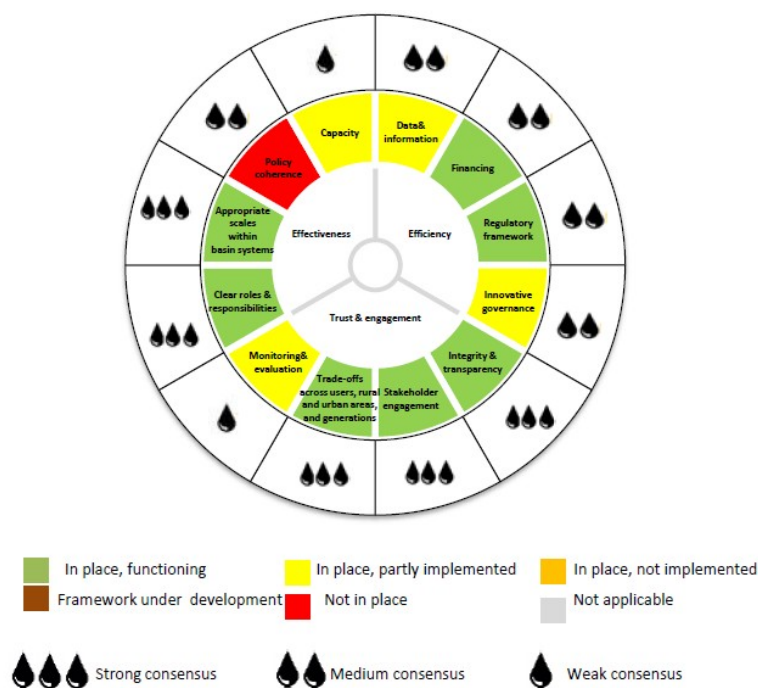 Capacity
Data&
information
Policy
coherence
Financing
Appropriate
scales
within
basin systems
Effectiveness
Efficiency
Regulatory
framework
Clear roles &
responsibilities
Innovative
governance
Trust & engagement
Monitoring&
evaluation
Integrity &
transparency
Trade-offs
across users, rural
and urban areas,
and generations
Stakeholder
engagement
In place, functioning
In place, partly implemented
In place, not implemented
Framework under development
Not in place
Not applicable
Strong consensus
Medium consensus
Weak consensus